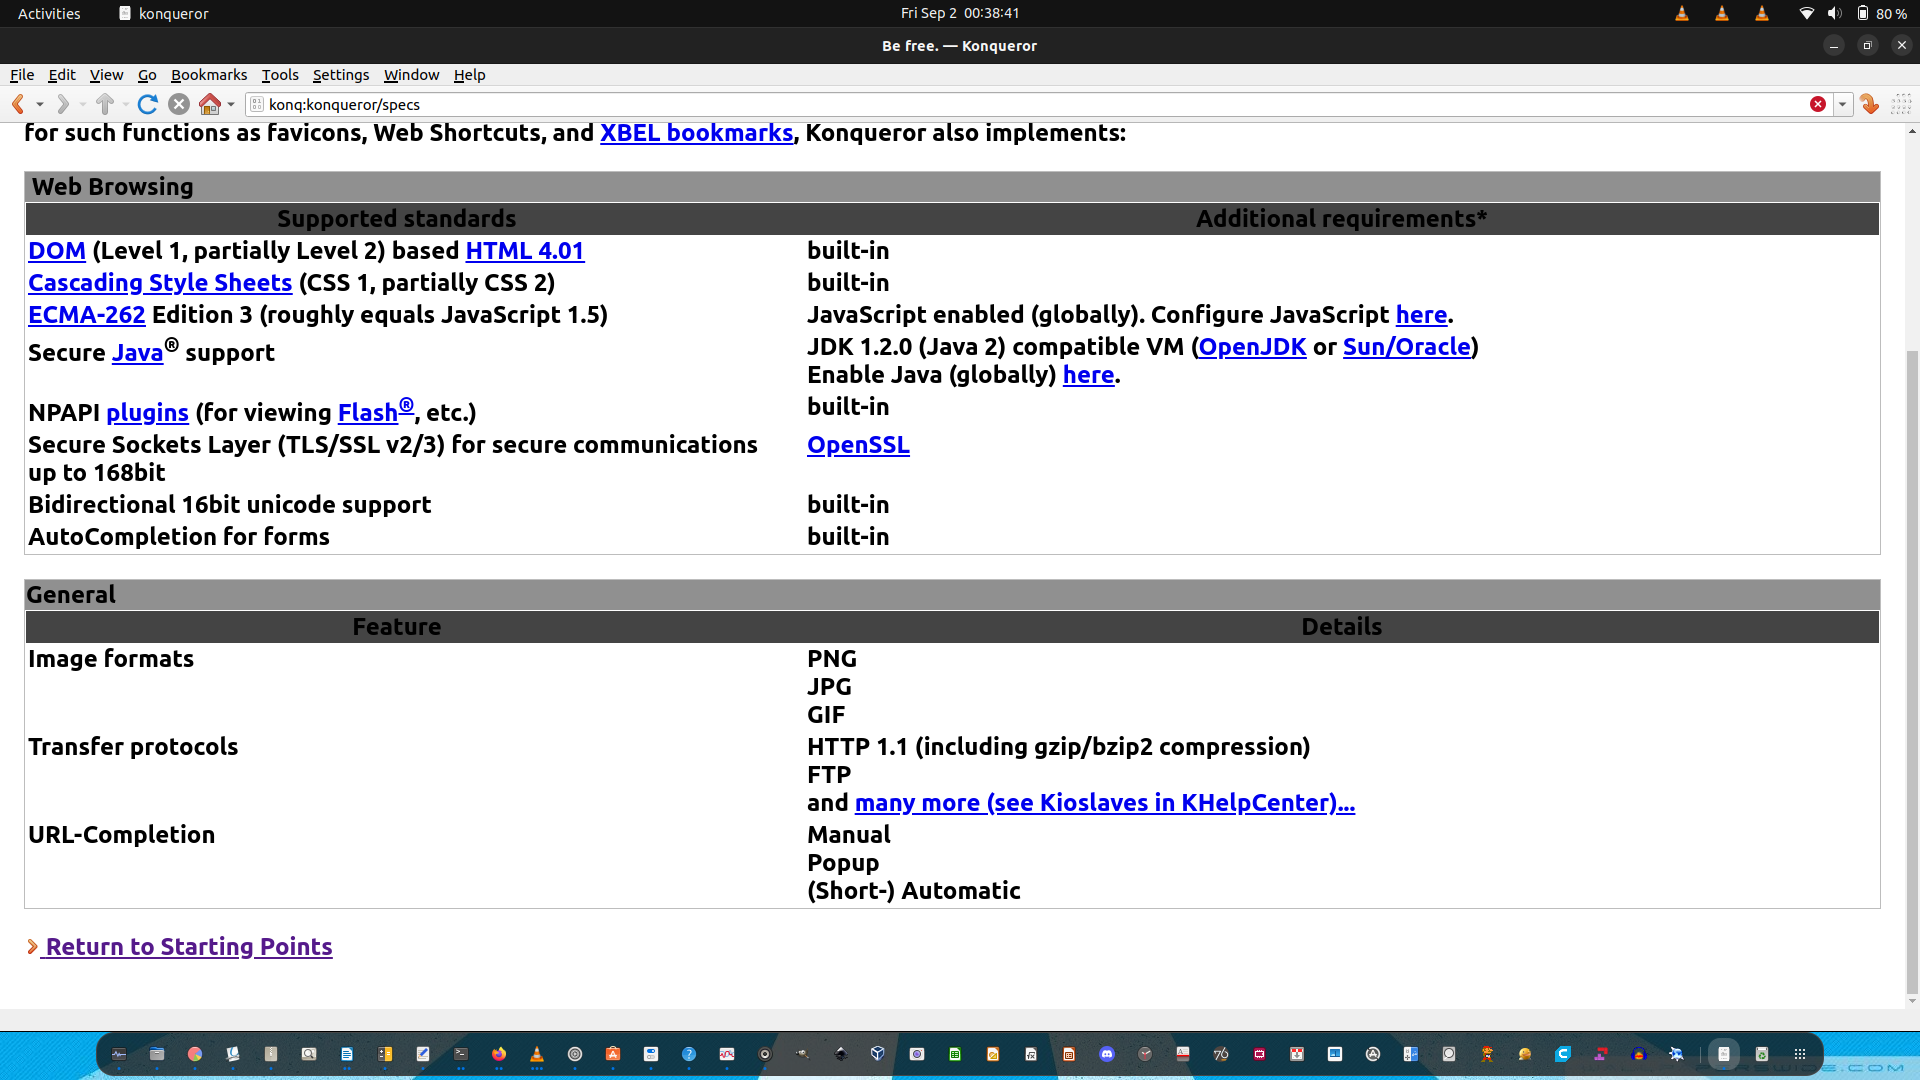 Activities konqueror Fri Sep 2 00:38:41 80 %
Be free. — Konqueror
File Edit View Go Bookmarks Tools Settings Window Help
konq:konqueror/specs
for such functions as favicons, Web Shortcuts, and XBEL bookmarks, Konqueror also implements:
Web Browsing
Supported standards Additional requirements*
DOM (Level 1, partially Level 2) based HTML 4.01 built-in
Cascading Style Sheets (CSS 1, partially CSS 2) built-in
ECMA-262 Edition 3 (roughly equals JavaScript 1.5) JavaScript enabled (globally). Configure JavaScript here.
Secure Java® support JDK 1.2.0 (Java 2) compatible VM (OpenJDK or Sun/Oracle)
Enable Java (globally) here.
NPAPI plugins (for viewing Flash®, etc.) built-in
Secure Sockets Layer (TLS/SSL v2/3) for secure communications OpenSSL
up to 168bit
Bidirectional 16bit unicode support built-in
AutoCompletion for forms built-in
General
Feature Details
Image formats PNG
JPG
GIF
Transfer protocols HTTP 1.1 (including gzip/bzip2 compression)
FTP
and many more (see Kioslaves in KHelpCenter)...
URL-Completion Manual
Popup
(Short-) Automatic
Return to Starting Points